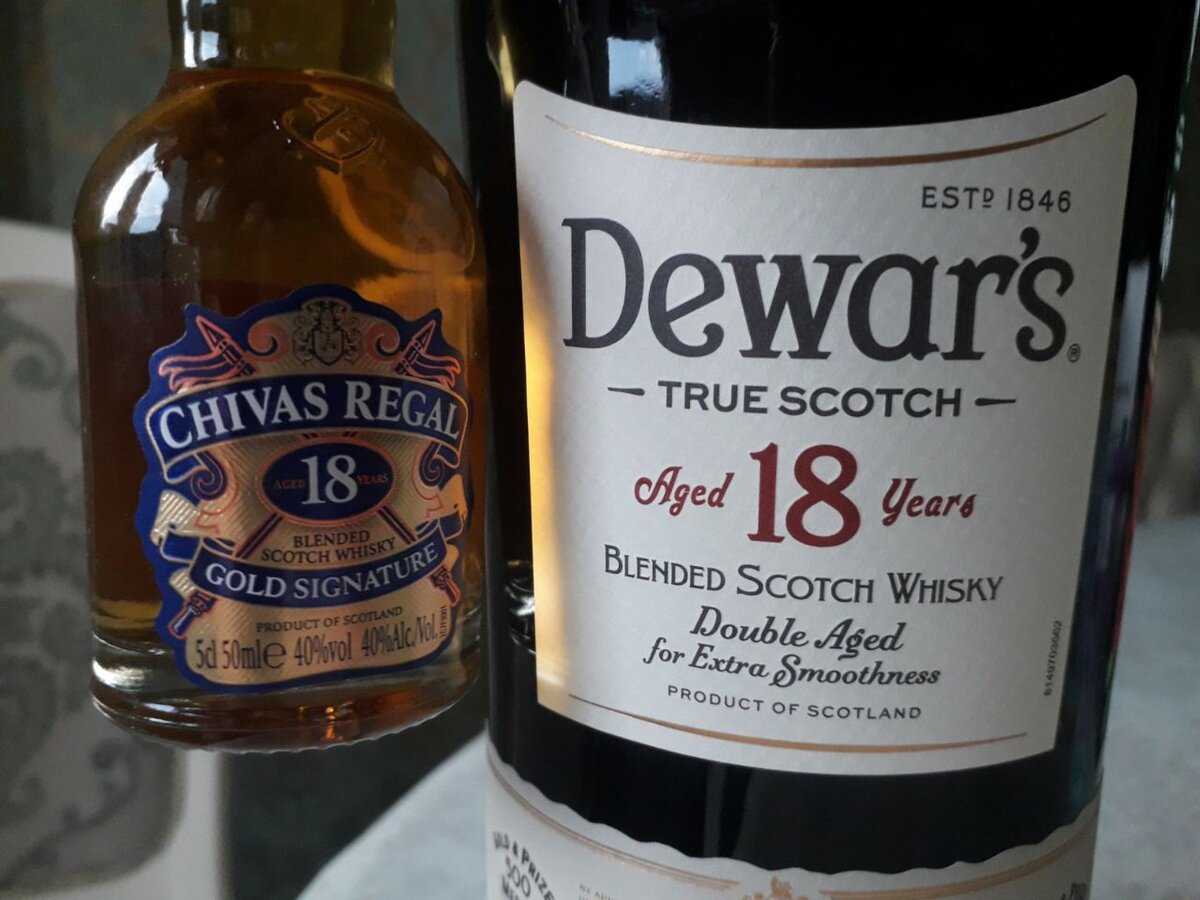 CHIVAS REGAL
AGED 18 YEARS
BLENDED
SCOTCH WHISKY
GOLD SIGNATURE
PRODUCT OF SCOTLAND
5cl 50ml℮ 40%vol 40%Alc/Vol.
ESTD 1846
Dewar's®
TRUE SCOTCH
Aged 18 Years
BLENDED SCOTCH WHISKY
Double Aged
for Extra Smoothness
PRODUCT OF SCOTLAND
& PRIZE
500